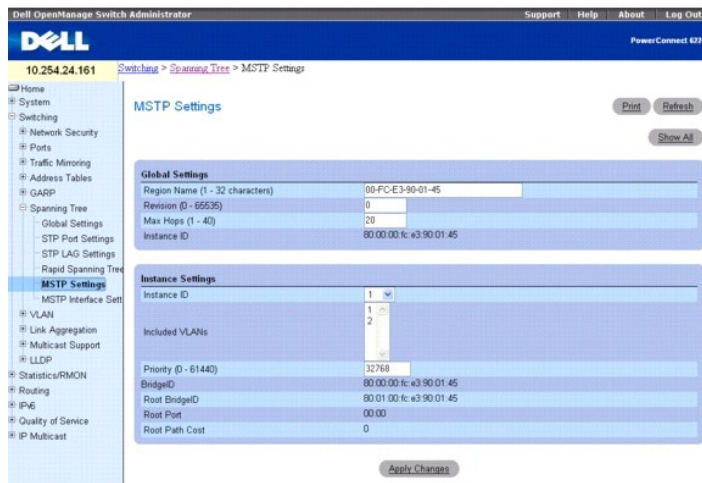 Dell OpenManage Switch Administrator
Support Help About Log Out
DELL
PowerConnect 622
10.254.24.161
Switching > Spanning Tree > MSTP Settings
Home
System
Switching
Network Security
Ports
Traffic Mirroring
Address Tables
GARP
Spanning Tree
Global Settings
STP Port Settings
STP LAG Settings
Rapid Spanning Tree
MSTP Settings
MSTP Interface Sett
VLAN
Link Aggregation
Multicast Support
LLDP
Statistics/RMON
Routing
IPv6
Quality of Service
IP Multicast
MSTP Settings
Print Refresh
Show All
Global Settings
Region Name (1 - 32 characters) 00-FC-E3-90-01-45
Revision (0 - 65535) 0
Max Hops (1 - 40) 20
Instance ID 80:00:00:fc:e3:90:01:45
Instance Settings
Instance ID 1
Included VLANs 1
2
Priority (0 - 61440) 32768
BridgeID 80:00:00:fc:e3:90:01:45
Root BridgeID 80:01:00:fc:e3:90:01:45
Root Port 00:00
Root Path Cost 0
Apply Changes